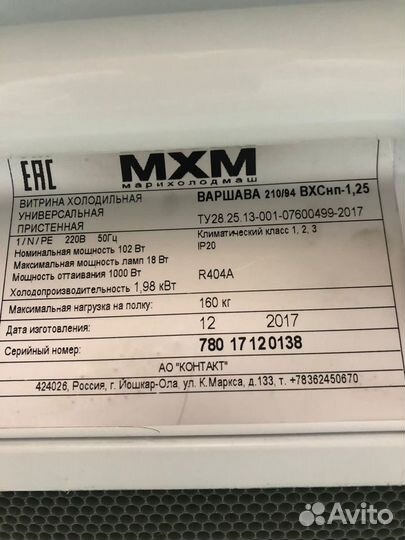 EAC
МХМ
марихолодмаш
ВИТРИНА ХОЛОДИЛЬНАЯ ВАРШАВА 210/94 ВХСнп-1,25
УНИВЕРСАЛЬНАЯ ТУ28.25.13-001-07600499-2017
ПРИСТЕННАЯ
1/ N / PE 220В 50Гц Климатический класс 1, 2, 3
Номинальная мощность 102 Вт IP20
Максимальная мощность ламп 18 Вт
Мощность оттаивания 1000 Вт R404A
Холодопроизводительность 1,98 кВт
Максимальная нагрузка на полку: 160 кг
Дата изготовления: 12 2017
Серийный номер: 780 17120138
АО "КОНТАКТ"
424026, Россия, г. Йошкар-Ола, ул. К.Маркса, д.133, т. +78362450670
Avito